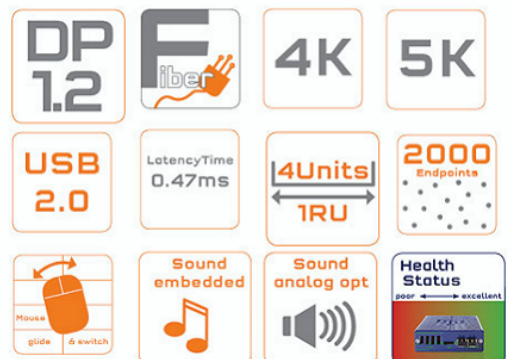 DP
1.2
Fiber
4K
5K
USB
2.0
LatencyTime
0.47ms
4Units
1RU
2000
Endpoints
Mouse
glide & switch
Sound
embedded
Sound
analog opt
Health
Status
poor excellent